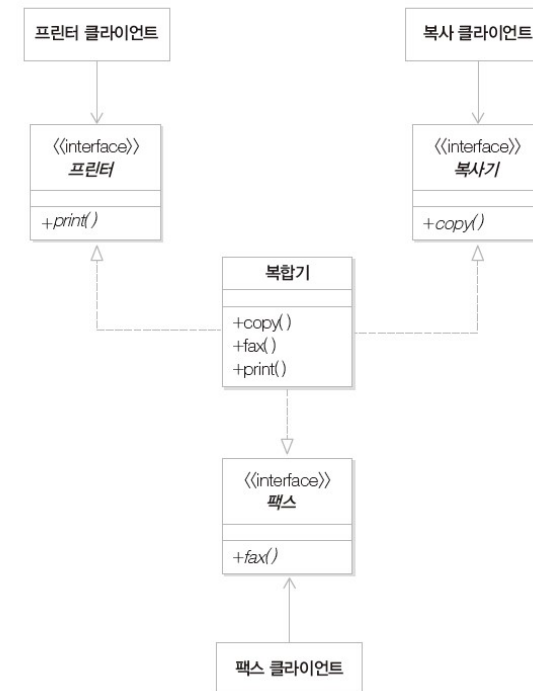 프린터 클라이언트
복사 클라이언트
《interface》
프린터
+print()
《interface》
복사기
+copy()
복합기
+copy()
+fax()
+print()
《interface》
팩스
+fax()
팩스 클라이언트